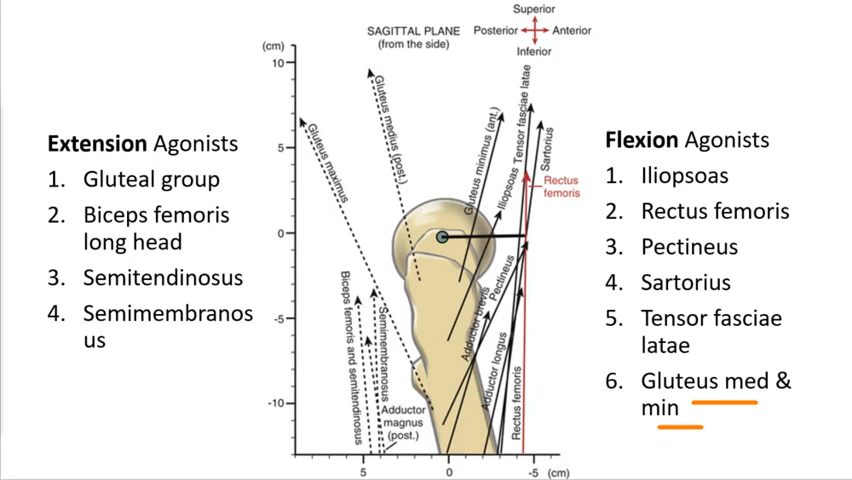 Superior
SAGITTAL PLANE
(from the side)
Posterior
Anterior
Inferior
(cm)
10
5
0
-5
-10
5
0
-5 (cm)
Extension Agonists
1. Gluteal group
2. Biceps femoris
long head
3. Semitendinosus
4. Semimembranos
us
Gluteus maximus
Gluteus medius (post.)
Gluteus minimus (ant.)
Iliopsoas
Tensor fasciae latae
Sartorius
Rectus
femoris
Pectineus
Adductor brevis
Adductor longus
Rectus femoris
Biceps femoris and semitendinosus
Semimembranosus
Adductor
magnus
(post.)
Flexion Agonists
1. Iliopsoas
2. Rectus femoris
3. Pectineus
4. Sartorius
5. Tensor fasciae
latae
6. Gluteus med &
min